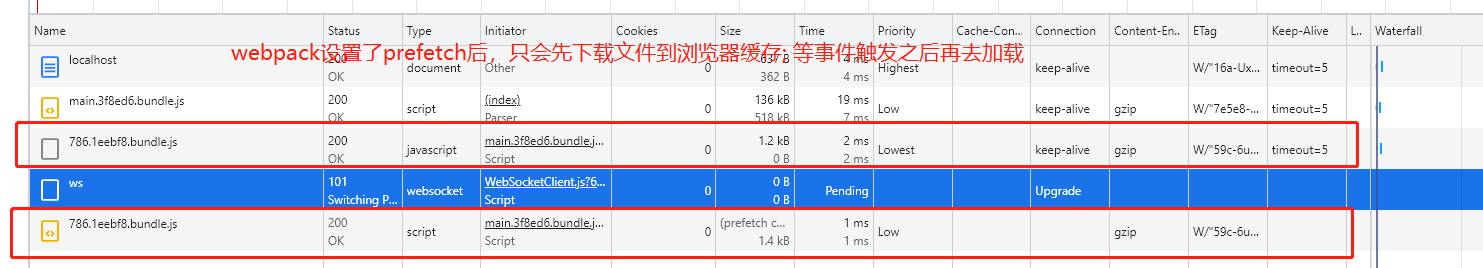 Name Status Type Initiator Cookies Size Time Priority Cache-Con... Connection Content-En... ETag Keep-Alive L.. Waterfall
webpack设置了prefetch后，只会先下载文件到浏览器缓存; 等事件触发之后再去加载
localhost 200 document Other 0 637 B 4 ms Highest keep-alive W/"16a-Ux... timeout=5
OK 362 B 4 ms
main.3f8ed6.bundle.js 200 script (index) 0 136 kB 19 ms Low keep-alive gzip W/"7e5e8-... timeout=5
OK Parser 518 kB 7 ms
786.1eebf8.bundle.js 200 javascript main.3f8ed6.bundle.j... 0 1.2 kB 2 ms Lowest keep-alive gzip W/"59c-6u... timeout=5
OK Script 0 B 2 ms
ws 101 websocket WebSocketClient.js?6... 0 0 B Pending Upgrade
Switching P... Script 0 B
786.1eebf8.bundle.js 200 script main.3f8ed6.bundle.j... 0 (prefetch c... 1 ms Low gzip W/"59c-6u...
OK Script 1.4 kB 1 ms